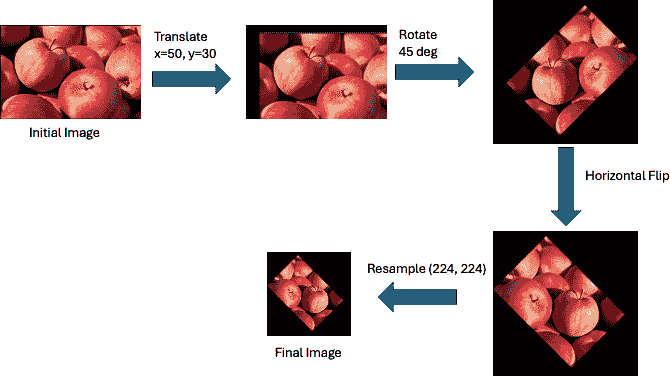 Translate
x=50, y=30
Rotate
45 deg
Initial Image
Horizontal Flip
Resample (224, 224)
Final Image